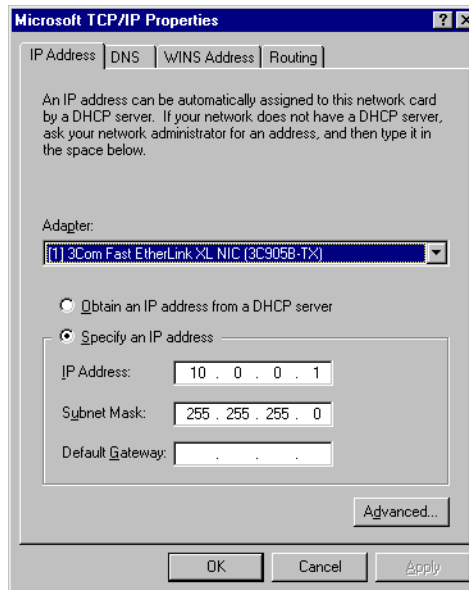 Microsoft TCP/IP Properties
IP Address DNS WINS Address Routing
An IP address can be automatically assigned to this network card
by a DHCP server. If your network does not have a DHCP server,
ask your network administrator for an address, and then type it in
the space below.
Adapter:
[1] 3Com Fast EtherLink XL NIC (3C905B-TX)
Obtain an IP address from a DHCP server
Specify an IP address
IP Address: 10 . 0 . 0 . 1
Subnet Mask: 255 . 255 . 255 . 0
Default Gateway: . . .
Advanced...
OK Cancel Apply